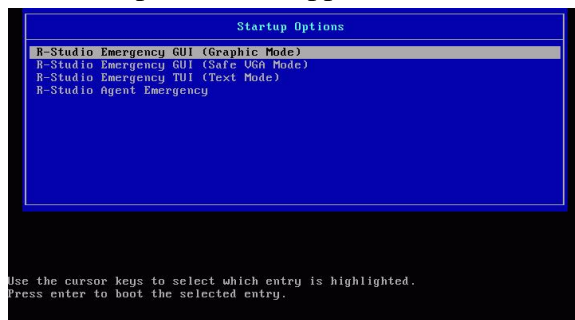 Startup Options
R-Studio Emergency GUI (Graphic Mode)
R-Studio Emergency GUI (Safe VGA Mode)
R-Studio Emergency TUI (Text Mode)
R-Studio Agent Emergency
Use the cursor keys to select which entry is highlighted.
Press enter to boot the selected entry.